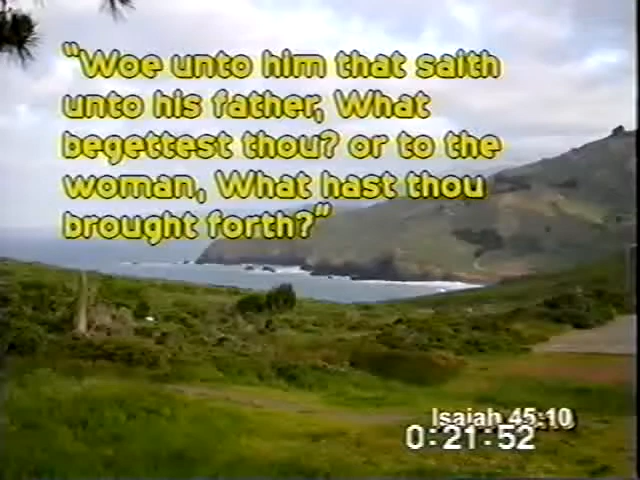 "Woe unto him that saith
unto his father, What
begettest thou? or to the
woman, What hast thou
brought forth?"
Isaiah 45:10
0:21:52